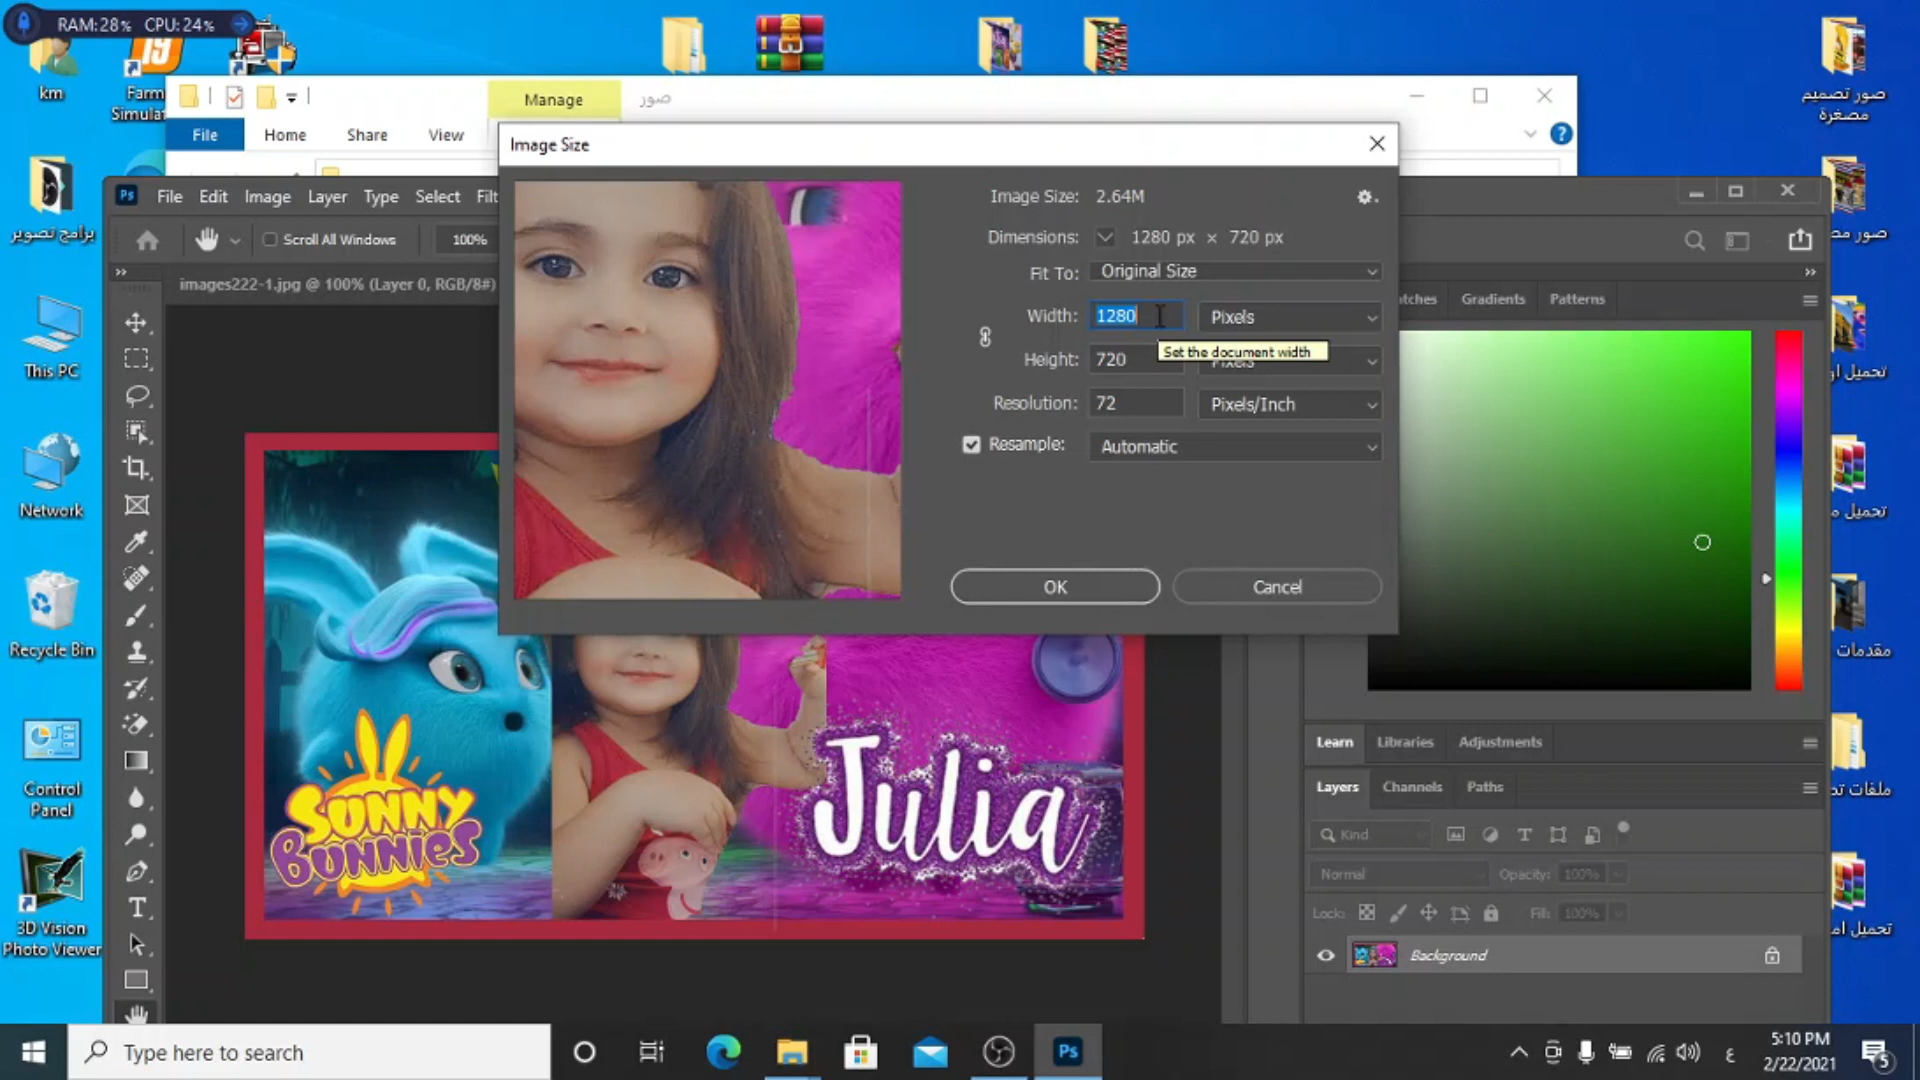 RAM:28% CPU:24%
km
Farm
Simulat
صور تصميم
مصغرة
Manage
صور
File Home Share View
Image Size
Ps File Edit Image Layer Type Select Filt
Scroll All Windows 100%
images222-1.jpg @ 100% (Layer 0, RGB/8#)
Image Size: 2.64M
Dimensions: 1280 px × 720 px
Fit To: Original Size
Width: 1280 Pixels
Set the document width
Height: 720 Pixels
Resolution: 72 Pixels/Inch
Resample: Automatic
OK Cancel
tches Gradients Patterns
برامج تصوير
This PC
Network
Recycle Bin
Control
Panel
3D Vision
Photo Viewer
صور مص
تحميل او
تحميل م
مقدمات
ملفات تص
تحميل ام
SUNNY
BUNNIES
Julia
Learn Libraries Adjustments
Layers Channels Paths
Kind
Normal Opacity: 100%
Lock: Fill: 100%
Background
Type here to search
Ps
ع
5:10 PM
2/22/2021
5